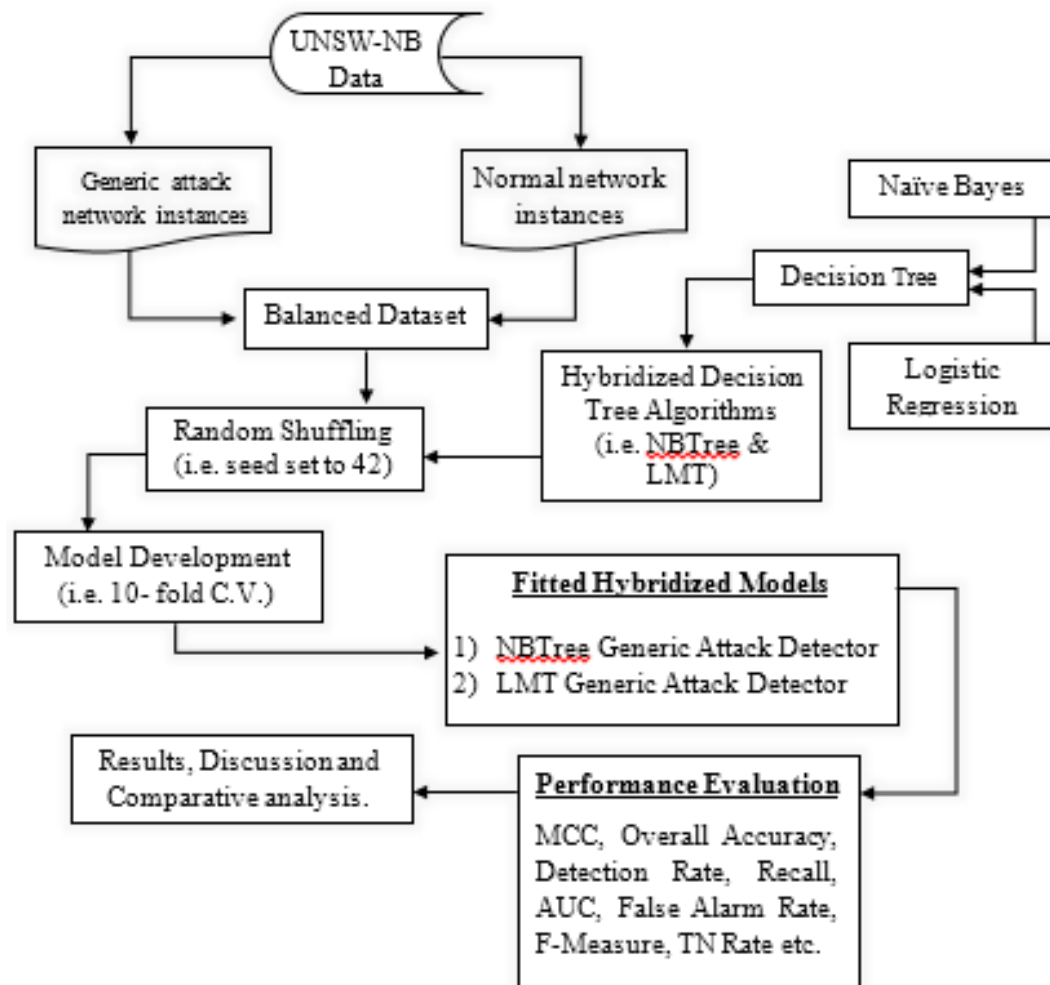 UNSW-NB
Data
Generic attack
network instances
Normal network
instances
Naïve Bayes
Decision Tree
Balanced Dataset
Logistic
Regression
Hybridized Decision
Tree Algorithms
(i.e. NBTree &
LMT)
Random Shuffling
(i.e. seed set to 42)
Model Development
(i.e. 10- fold C.V.)
Fitted Hybridized Models
1) NBTree Generic Attack Detector
2) LMT Generic Attack Detector
Results, Discussion and
Comparative analysis.
Performance Evaluation
MCC, Overall Accuracy,
Detection Rate, Recall,
AUC, False Alarm Rate,
F-Measure, TN Rate etc.